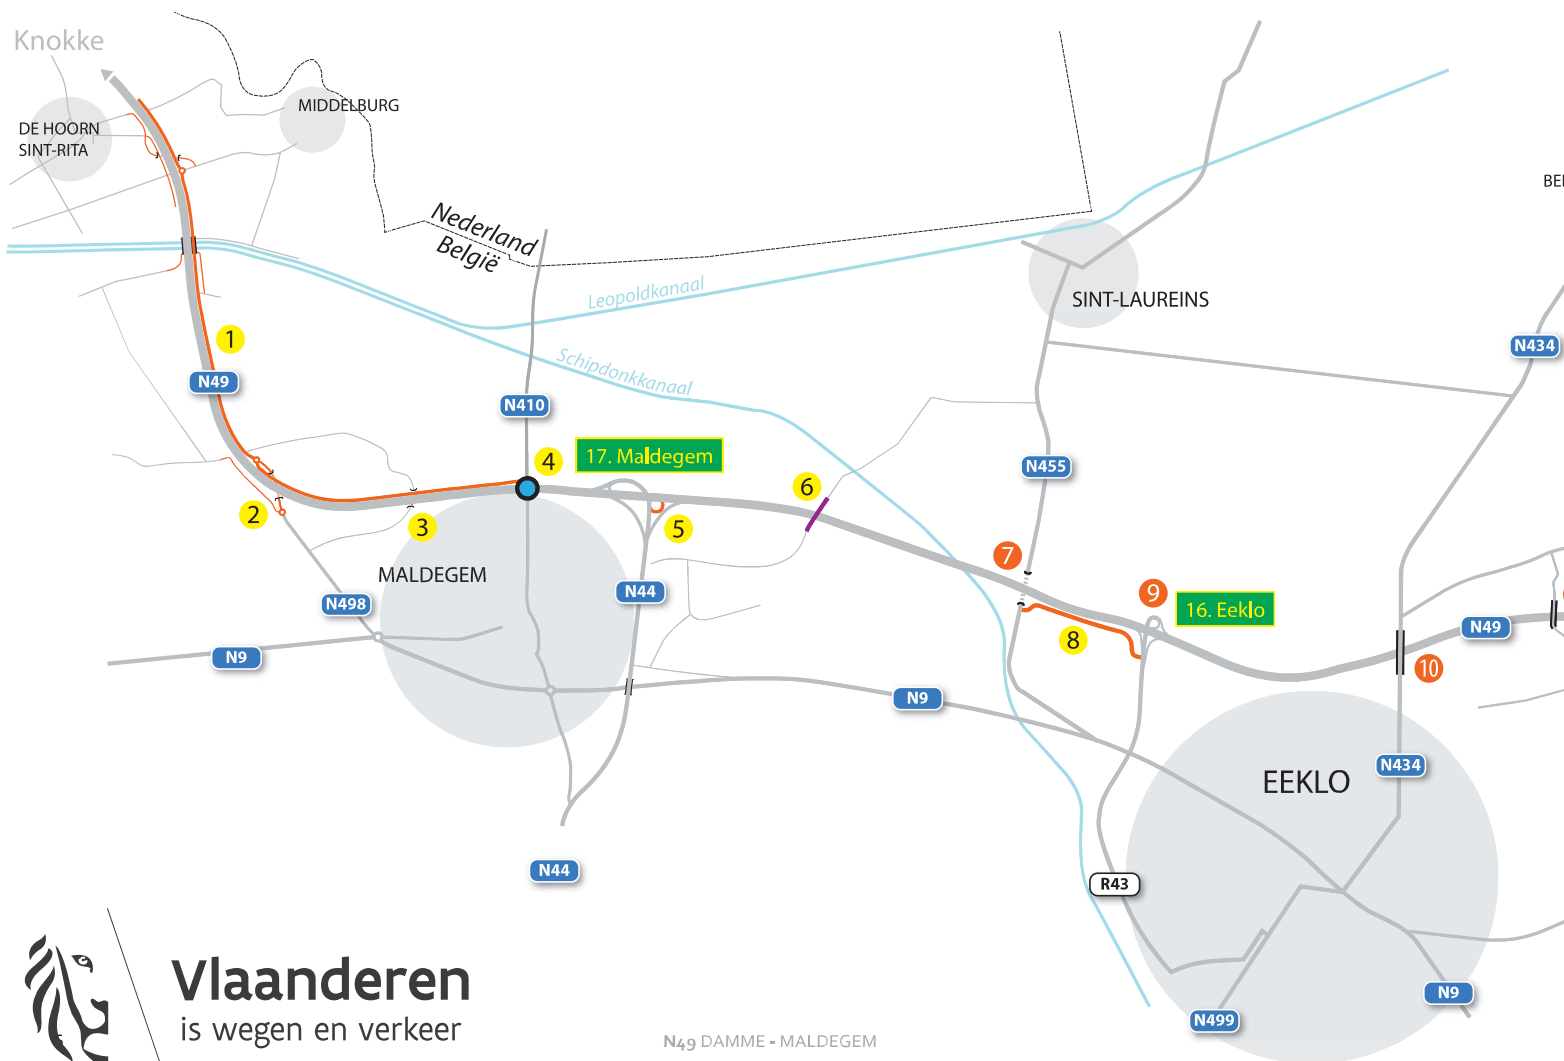 Knokke
MIDDELBURG
DE HOORN
SINT-RITA
Nederland
België
Leopoldkanaal
Schipdonkkanaal
SINT-LAUREINS
1
N49
N410
N434
17. Maldegem
4
2
3
5
6
N455
7
9
16. Eeklo
8
N49
10
MALDEGEM
N498
N44
N9
N9
N434
EEKLO
N44
R43
N9
N499
Vlaanderen
is wegen en verkeer
N49 DAMME - MALDEGEM